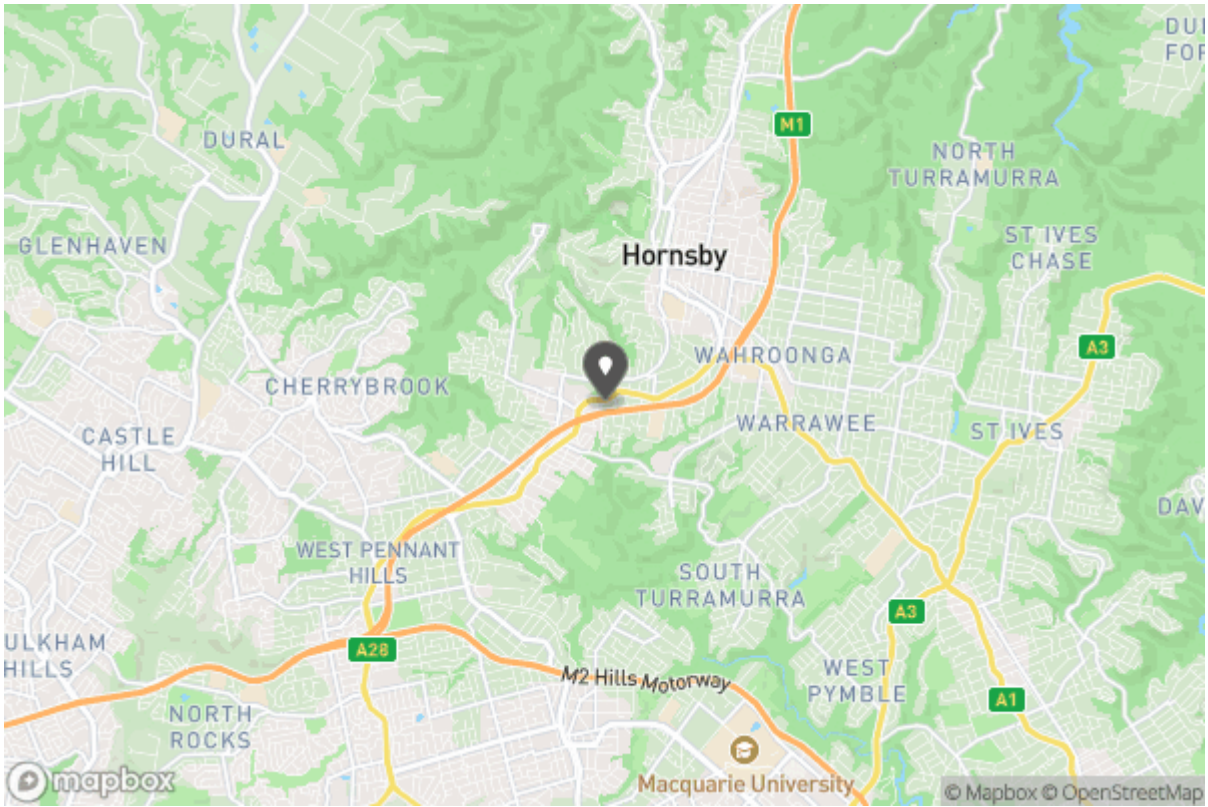 DURAL
M1
NORTH
TURRAMURRA
GLENHAVEN
Hornsby
ST IVES
CHASE
WAHROONGA
A3
CHERRYBROOK
WARRAWEE
ST IVES
CASTLE
HILL
DAV
WEST PENNANT
HILLS
SOUTH
TURRAMURRA
A3
ULKHAM
HILLS
A28
M2 Hills Motorway
WEST
PYMBLE
A1
NORTH
ROCKS
Macquarie University
mapbox
© Mapbox © OpenStreetMap